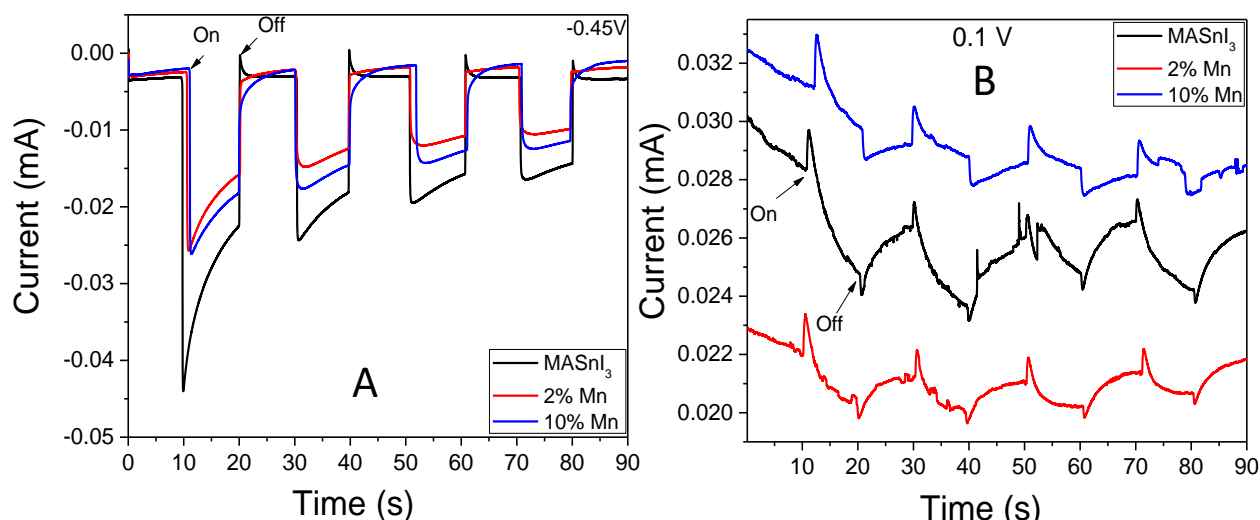 -0.45V
0.00
-0.01
-0.02
-0.03
-0.04
-0.05
Current (mA)
On
Off
A
MASnI₃
2% Mn
10% Mn
0 10 20 30 40 50 60 70 80 90
Time (s)
0.1 V
B
MASnI₃
2% Mn
10% Mn
0.032
0.030
0.028
0.026
0.024
0.022
0.020
Current (mA)
On
Off
10 20 30 40 50 60 70 80 90
Time (s)